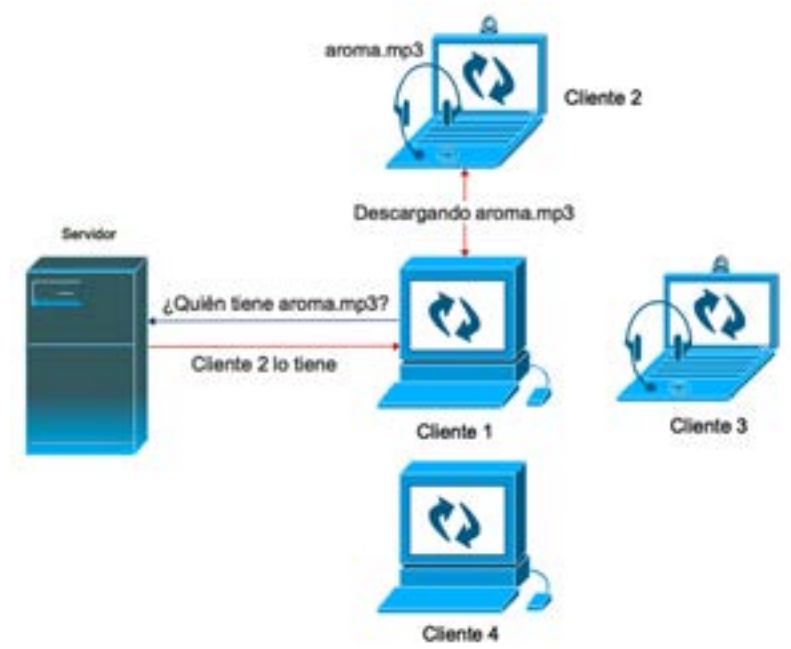 aroma.mp3
Cliente 2
Descargando aroma.mp3
Servidor
¿Quién tiene aroma.mp3?
Cliente 2 lo tiene
Cliente 1
Cliente 3
Cliente 4